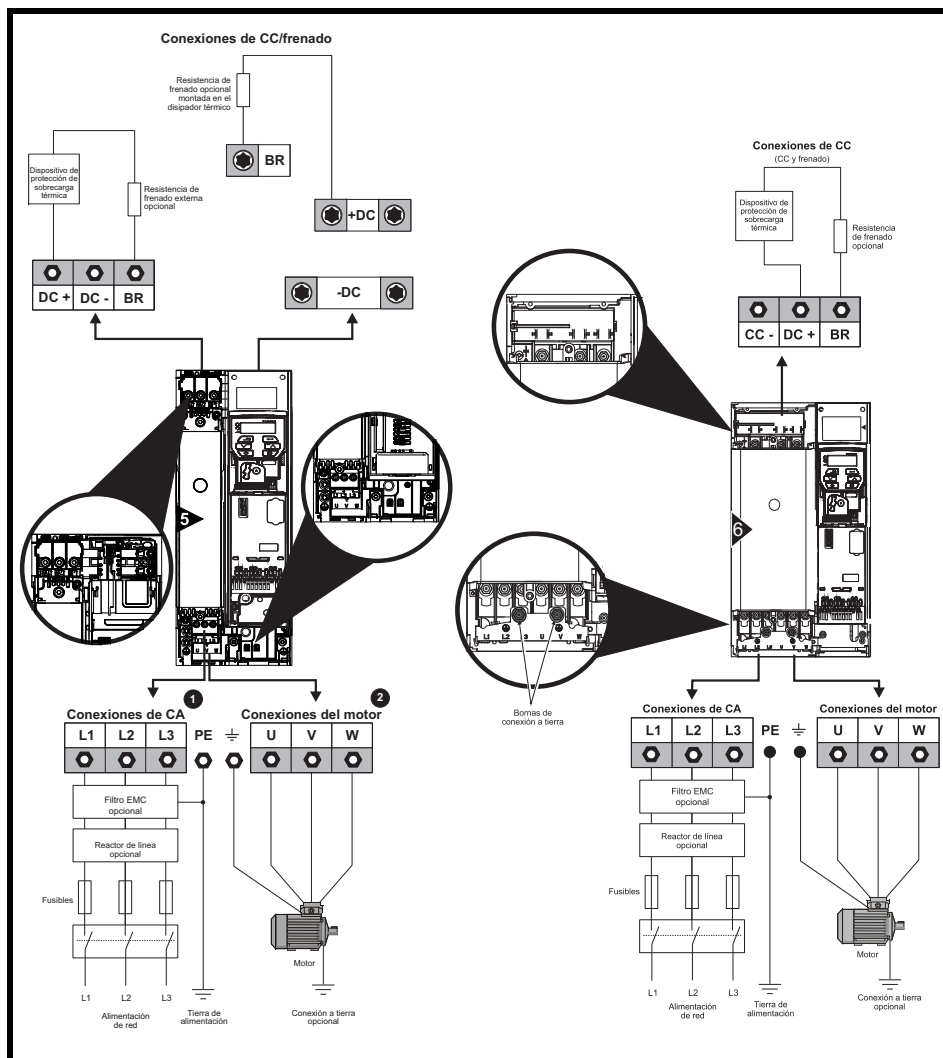 Conexiones de CC/frenado
Resistencia de
frenado opcional
montada en el
disipador térmico
BR
+DC
-DC
Dispositivo de
protección de
sobrecarga
térmica
Resistencia de
frenado externa
opcional
DC + DC - BR
5
U V W
1
2
Conexiones de CA
Conexiones del motor
L1 L2 L3 PE U V W
Filtro EMC
opcional
Reactor de línea
opcional
Fusibles
Motor
L1 L2 L3
Alimentación
de red
Tierra de
alimentación
Conexión a tierra
opcional
Conexiones de CC
(CC y frenado)
Dispositivo de
protección de
sobrecarga
térmica
Resistencia
de frenado
opcional
CC - DC + BR
6
L1 L2 3 U V W
L1 L2 L3 U V W
Bornas de
conexión a tierra
Conexiones de CA
Conexiones del motor
L1 L2 L3 PE U V W
Filtro EMC
opcional
Reactor de línea
opcional
Fusibles
Motor
L1 L2 L3
Alimentación
de red
Tierra de
alimentación
Conexión a tierra
opcional